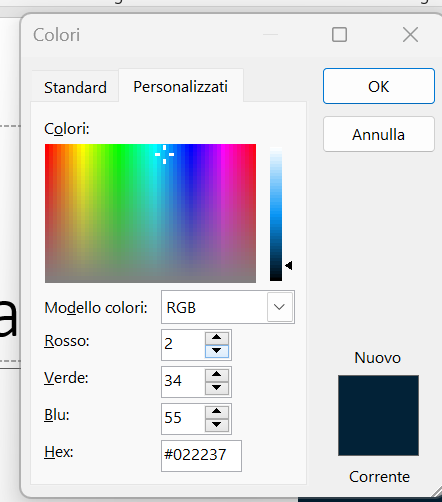 Colori
Standard
Personalizzati
OK
Annulla
Colori:
Modello colori: RGB
Rosso: 2
Verde: 34
Blu: 55
Hex: #022237
Nuovo
Corrente
a